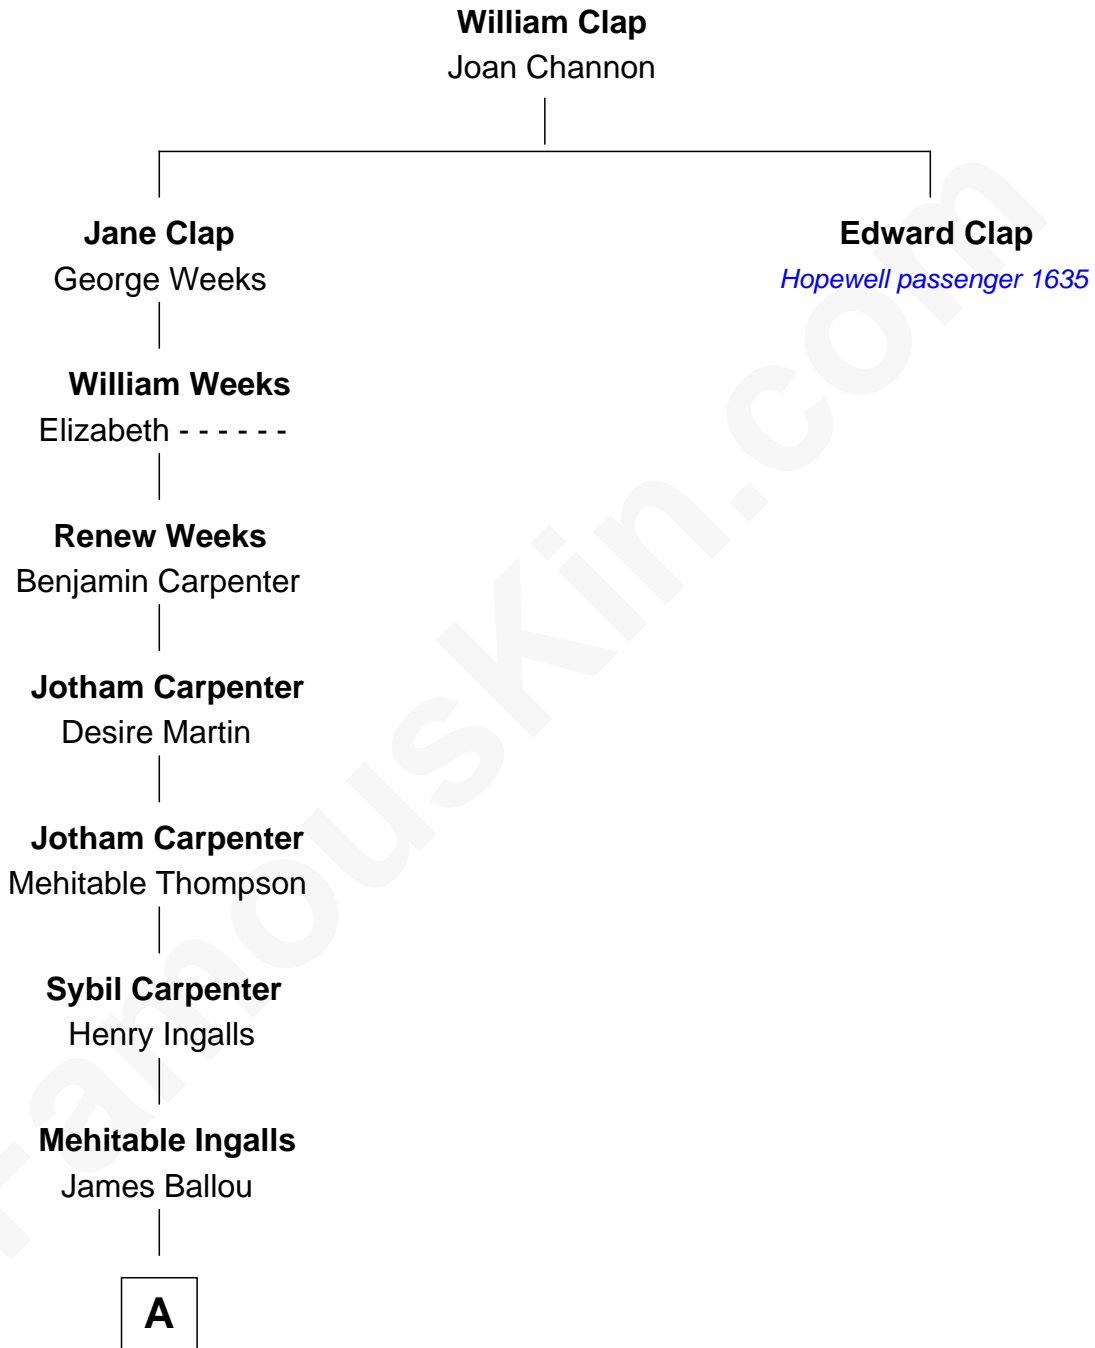 William Clap
Joan Channon
Jane Clap
George Weeks
Edward Clap
Hopewell passenger 1635
William Weeks
Elizabeth - - - - - -
Renew Weeks
Benjamin Carpenter
Jotham Carpenter
Desire Martin
Jotham Carpenter
Mehitable Thompson
Sybil Carpenter
Henry Ingalls
Mehitable Ingalls
James Ballou
A
FamousKin.com